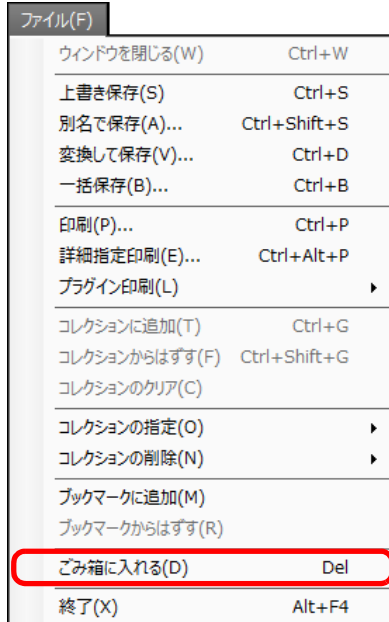 ファイル(F)
ウィンドウを閉じる(W) Ctrl+W
上書き保存(S) Ctrl+S
別名で保存(A)... Ctrl+Shift+S
変換して保存(V)... Ctrl+D
一括保存(B)... Ctrl+B
印刷(P)... Ctrl+P
詳細指定印刷(E)... Ctrl+Alt+P
プラグイン印刷(L)
コレクションに追加(T) Ctrl+G
コレクションからはずす(F) Ctrl+Shift+G
コレクションのクリア(C)
コレクションの指定(O)
コレクションの削除(N)
ブックマークに追加(M)
ブックマークからはずす(R)
ごみ箱に入れる(D) Del
終了(X) Alt+F4